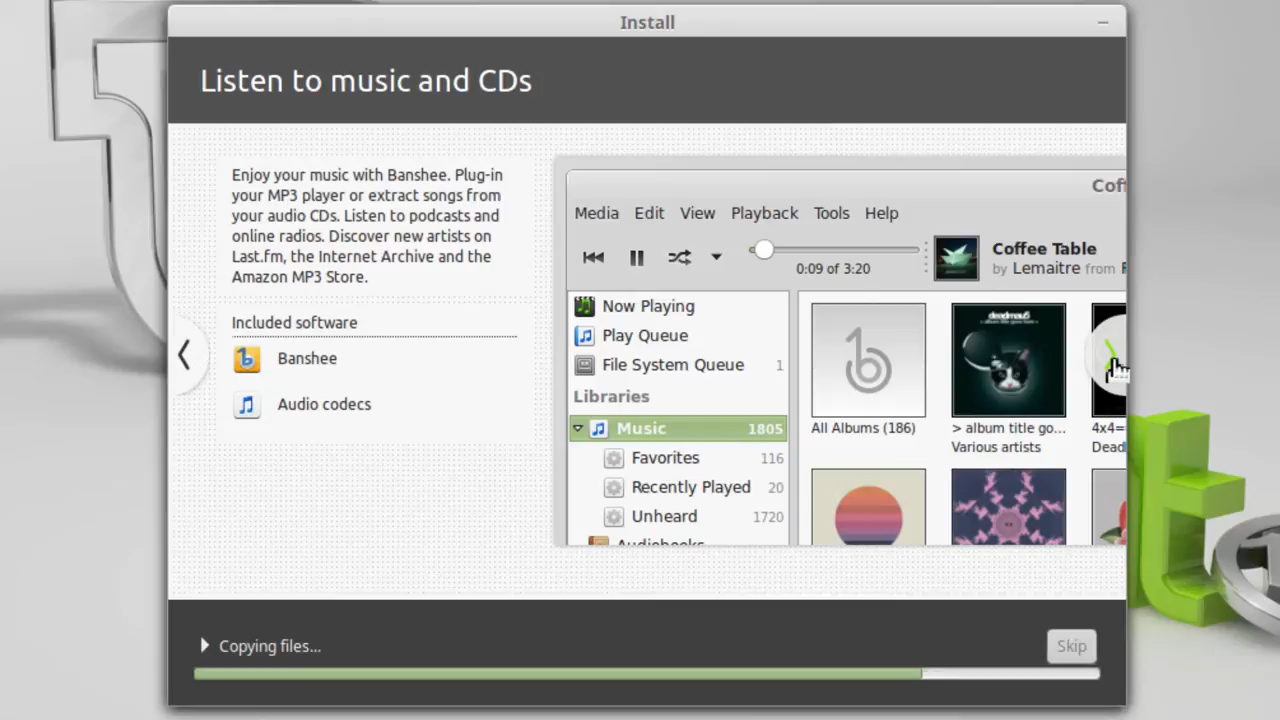 Install
Listen to music and CDs
Enjoy your music with Banshee. Plug-in
your MP3 player or extract songs from
your audio CDs. Listen to podcasts and
online radios. Discover new artists on
Last.fm, the Internet Archive and the
Amazon MP3 Store.
Included software
Banshee
Audio codecs
Media Edit View Playback Tools Help
0:09 of 3:20
Coffee Table
by Lemaitre from
Now Playing
Play Queue
File System Queue 1
Libraries
Music 1805
Favorites 116
Recently Played 20
Unheard 1720
Audiobooks
All Albums (186)
deadmau5
> album title go...
Various artists
4x4=
Dead
Copying files...
Skip